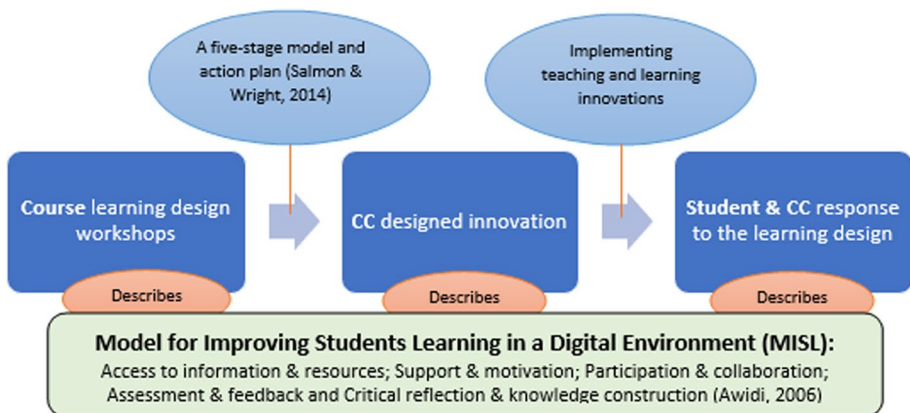 A five-stage model and
action plan (Salmon &
Wright, 2014)
Implementing
teaching and learning
innovations
Course learning design
workshops
CC designed innovation
Student & CC response
to the learning design
Describes
Describes
Describes
Model for Improving Students Learning in a Digital Environment (MISL):
Access to information & resources; Support & motivation; Participation & collaboration;
Assessment & feedback and Critical reflection & knowledge construction (Awidi, 2006)